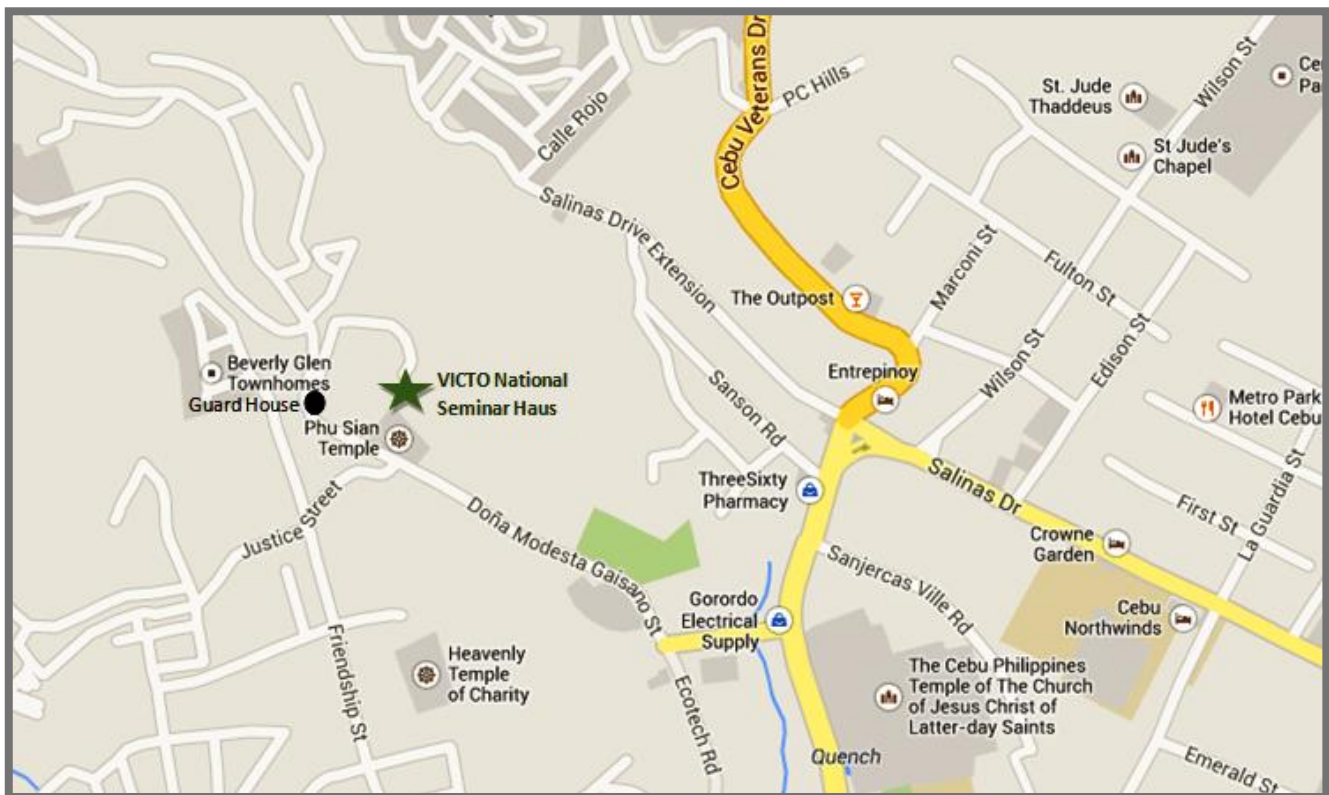 Cebu Veterans Dr
PC Hills
Wilson St
St. Jude
Thaddeus
St Jude's
Chapel
Calle Rojo
Salinas Drive Extension
Marconi St
Fulton St
The Outpost
Wilson St
Edison St
Beverly Glen
Townhomes
Guard House
VICTO National
Seminar Haus
Entrepinoy
Sanson Rd
Metro Park
Hotel Cebu
Phu Sian
Temple
ThreeSixty
Pharmacy
Salinas Dr
First St
La Guardia St
Justice Street
Doña Modesta Gaisano St
Crowne
Garden
Sanjercas Ville Rd
Gorordo
Electrical
Supply
Cebu
Northwinds
Friendship St
Heavenly
Temple
of Charity
Ecotech Rd
The Cebu Philippines
Temple of The Church
of Jesus Christ of
Latter-day Saints
Quench
Emerald St